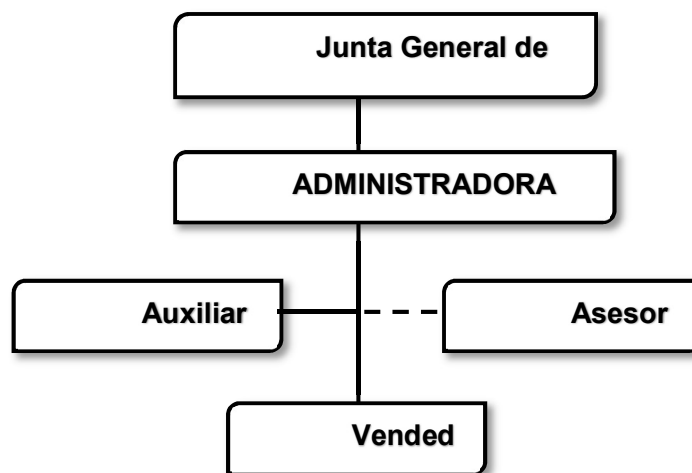 Junta General de
ADMINISTRADORA
Auxiliar
Asesor
Vended